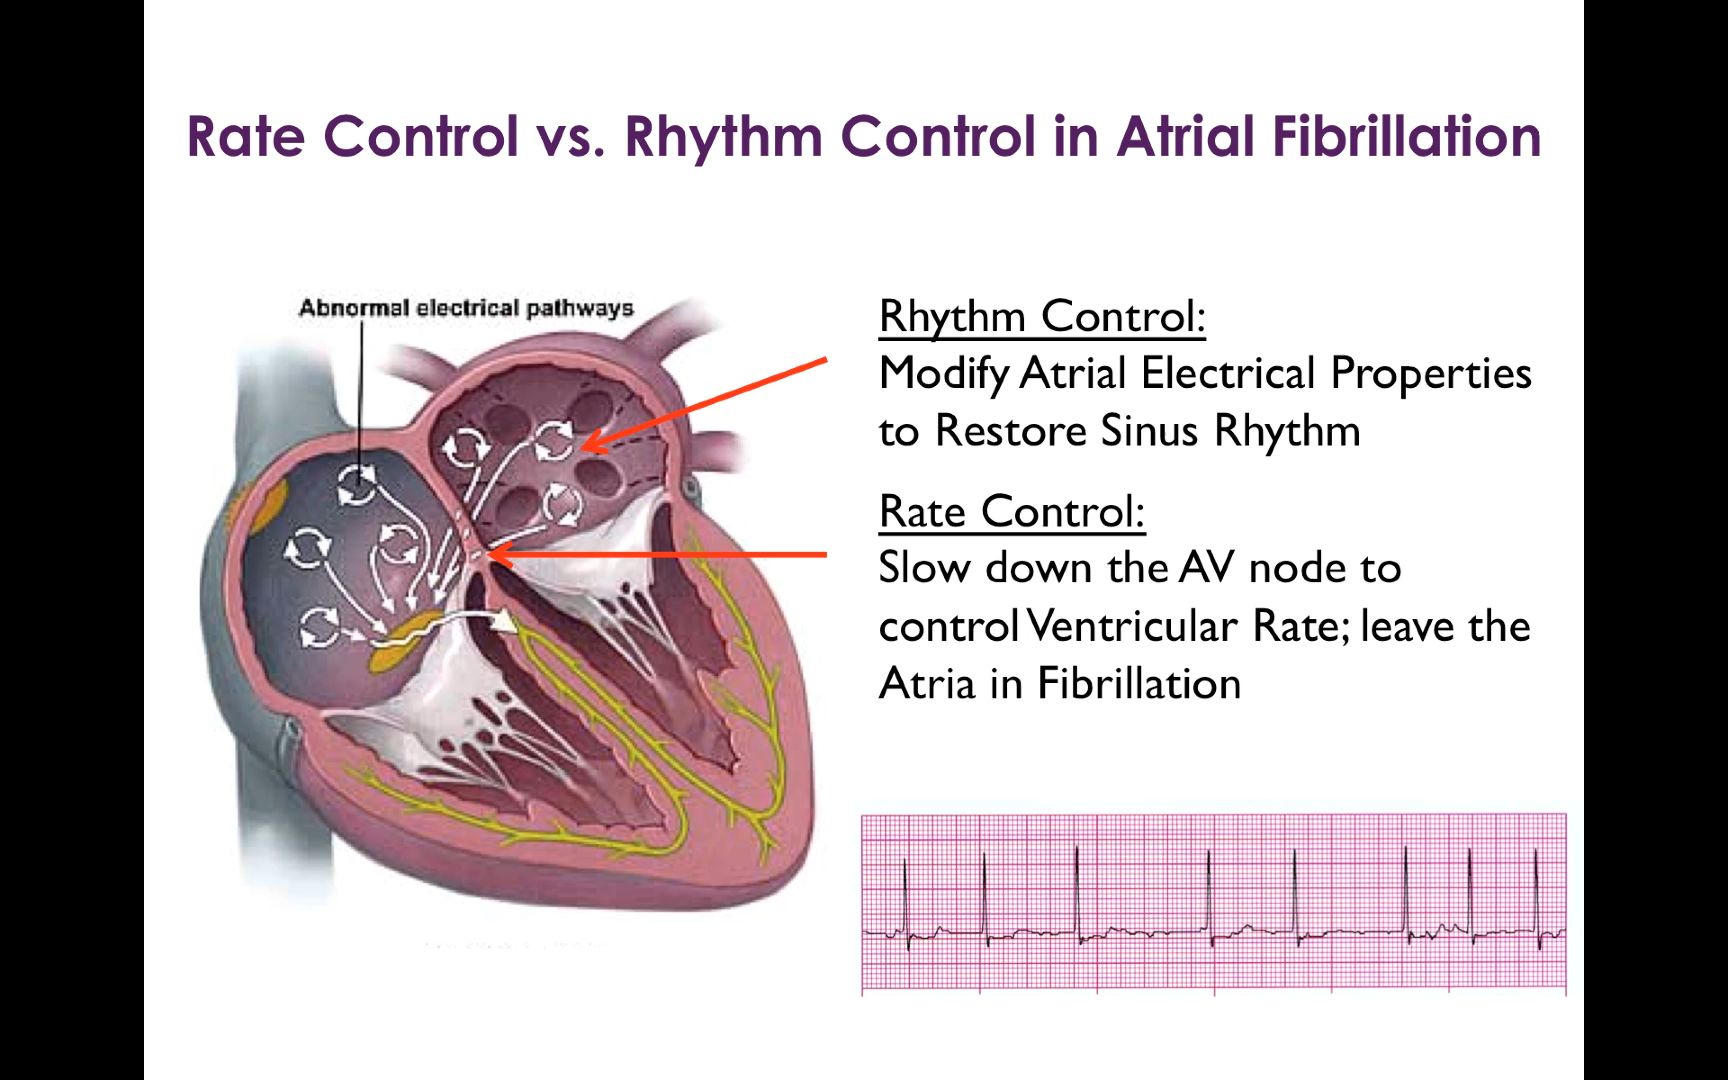 Rate Control vs. Rhythm Control in Atrial Fibrillation
Abnormal electrical pathways
Rhythm Control:
Modify Atrial Electrical Properties
to Restore Sinus Rhythm
Rate Control:
Slow down the AV node to
control Ventricular Rate; leave the
Atria in Fibrillation